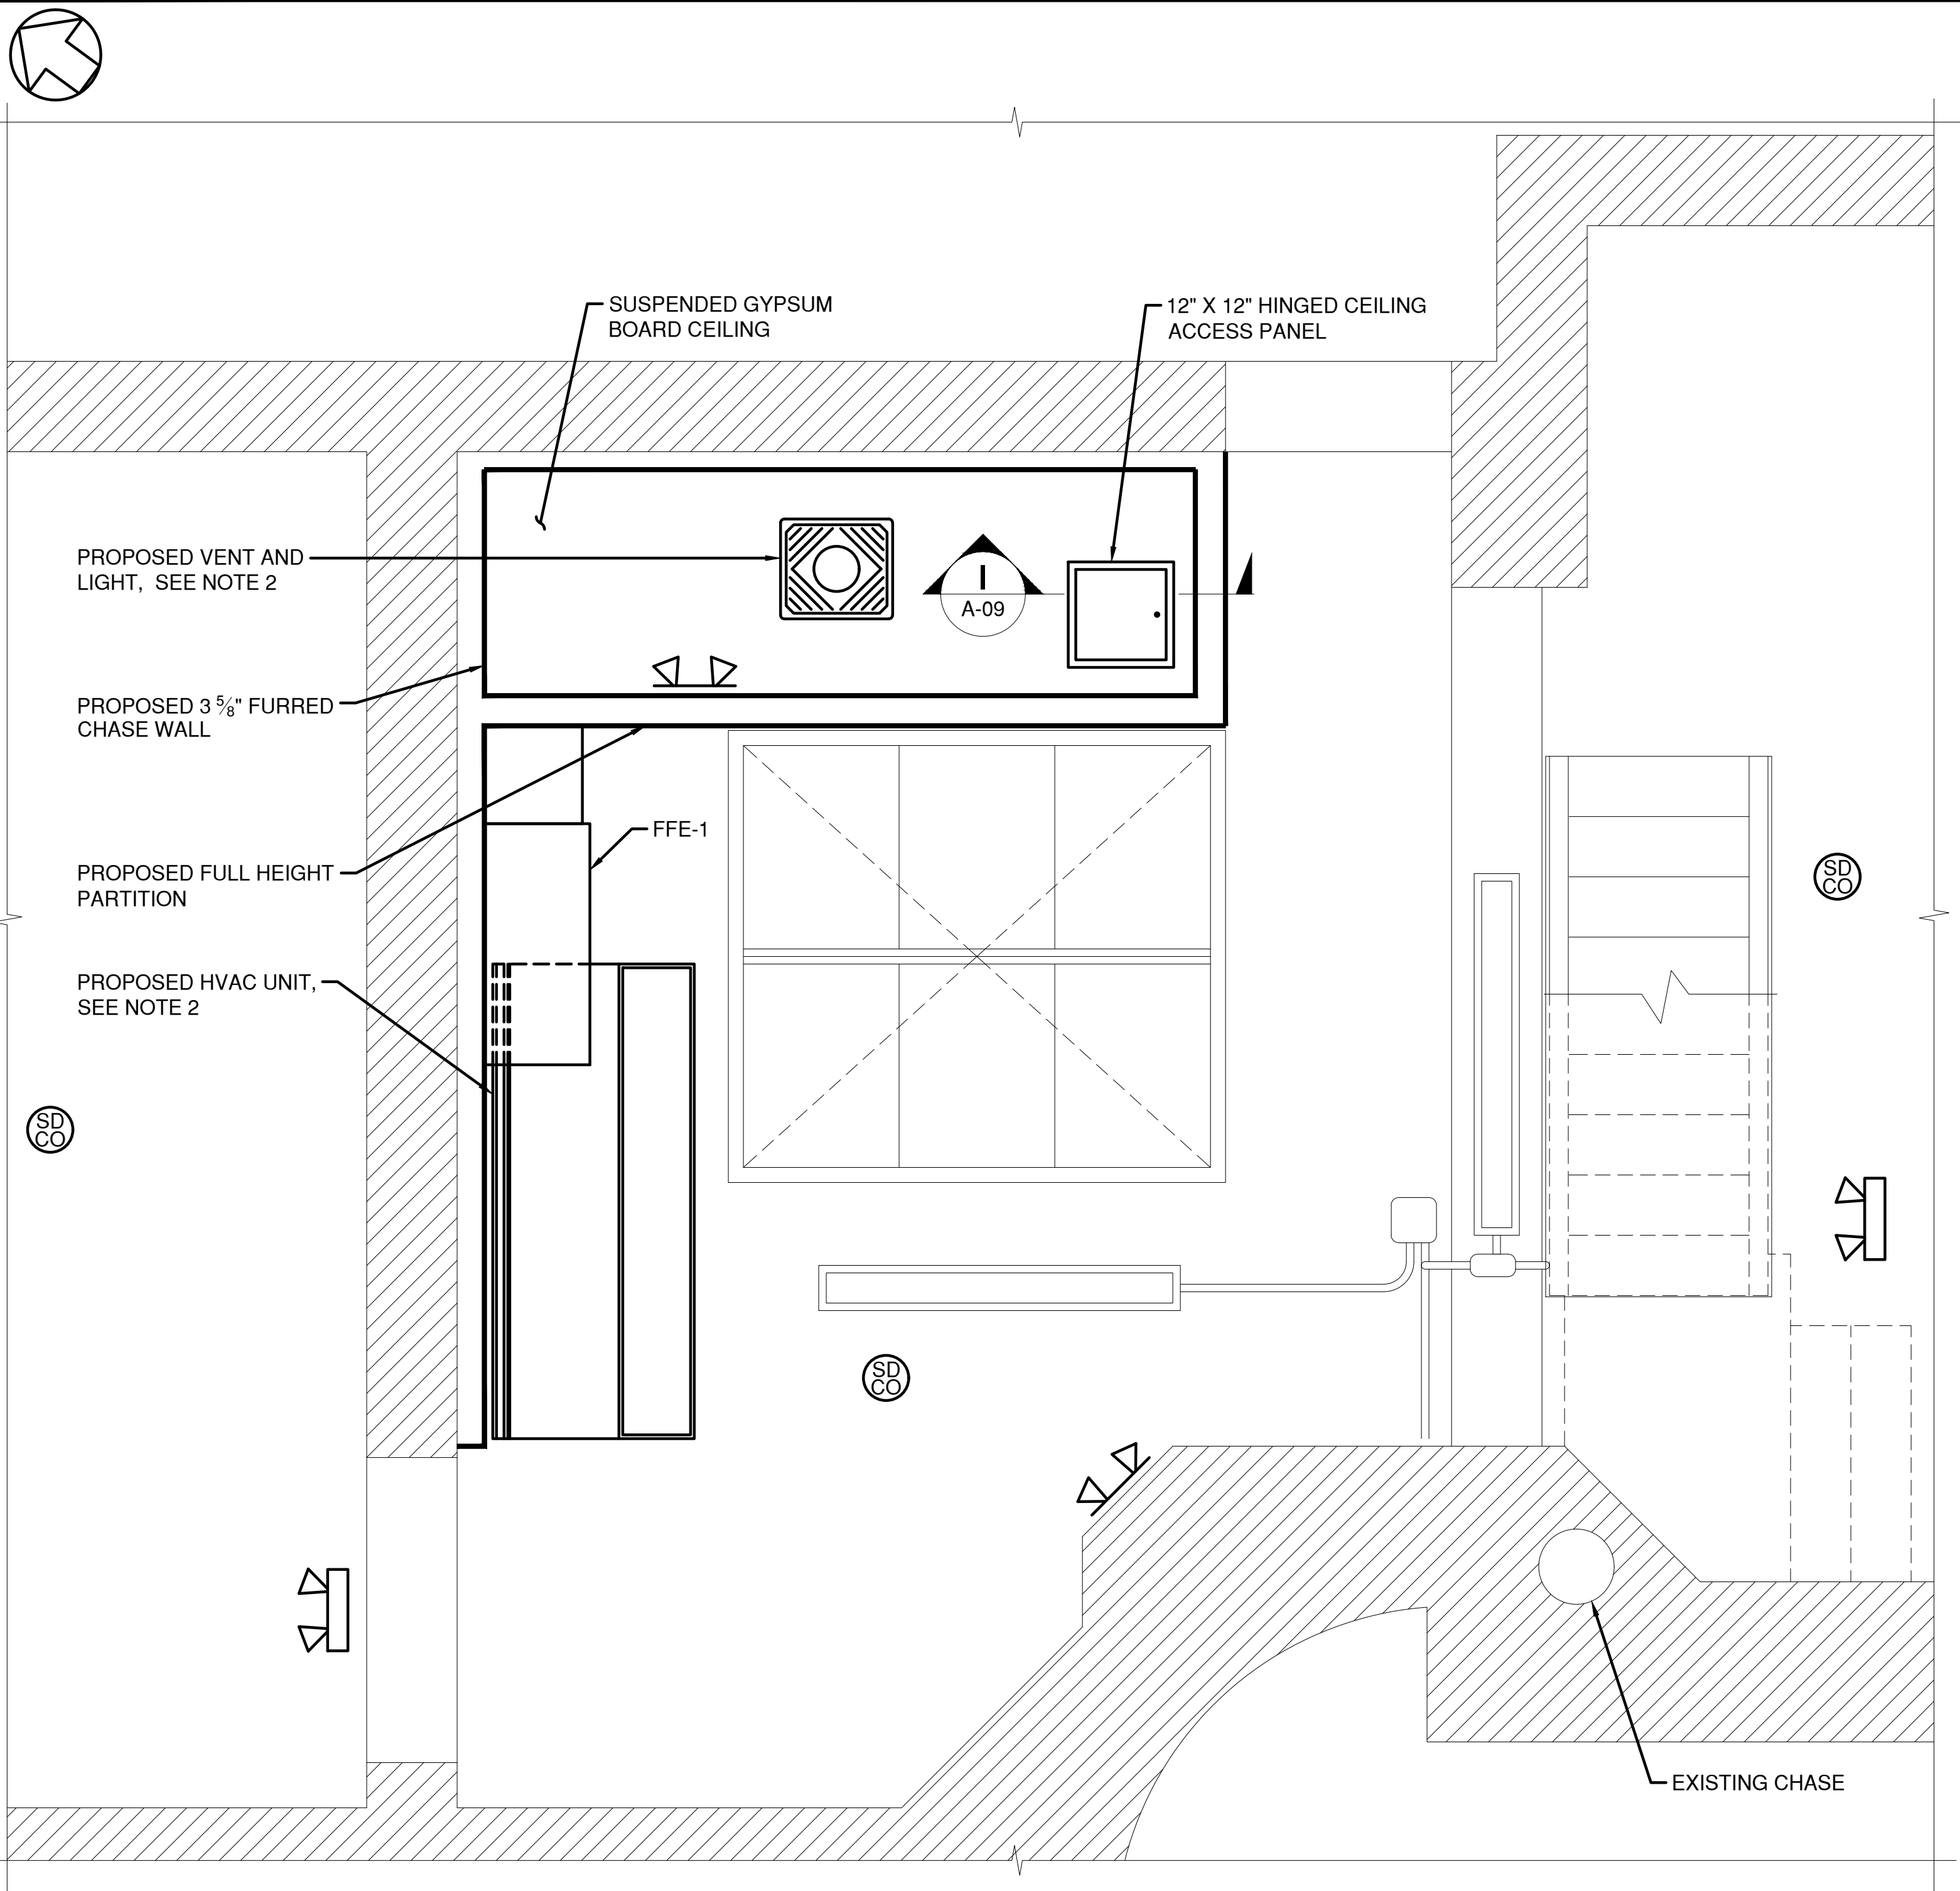 SUSPENDED GYPSUM
BOARD CEILING
12" X 12" HINGED CEILING
ACCESS PANEL
PROPOSED VENT AND
LIGHT, SEE NOTE 2
I
A-09
PROPOSED 3 5/8" FURRED
CHASE WALL
FFE-1
PROPOSED FULL HEIGHT
PARTITION
SD
CO
PROPOSED HVAC UNIT,
SEE NOTE 2
SD
CO
SD
CO
EXISTING CHASE